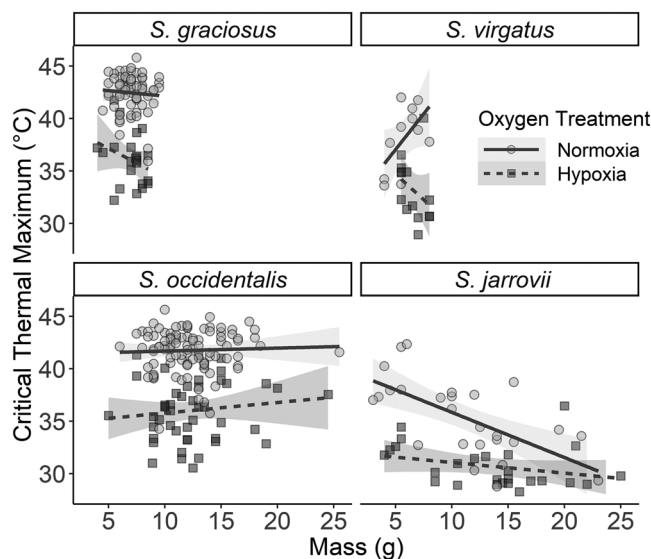 S. graciosus
S. virgatus
45
40
35
30
Oxygen Treatment
Normoxia
Hypoxia
Critical Thermal Maximum (°C)
S. occidentalis
S. jarrovii
45
40
35
30
5 10 15 20 25 5 10 15 20 25
Mass (g)